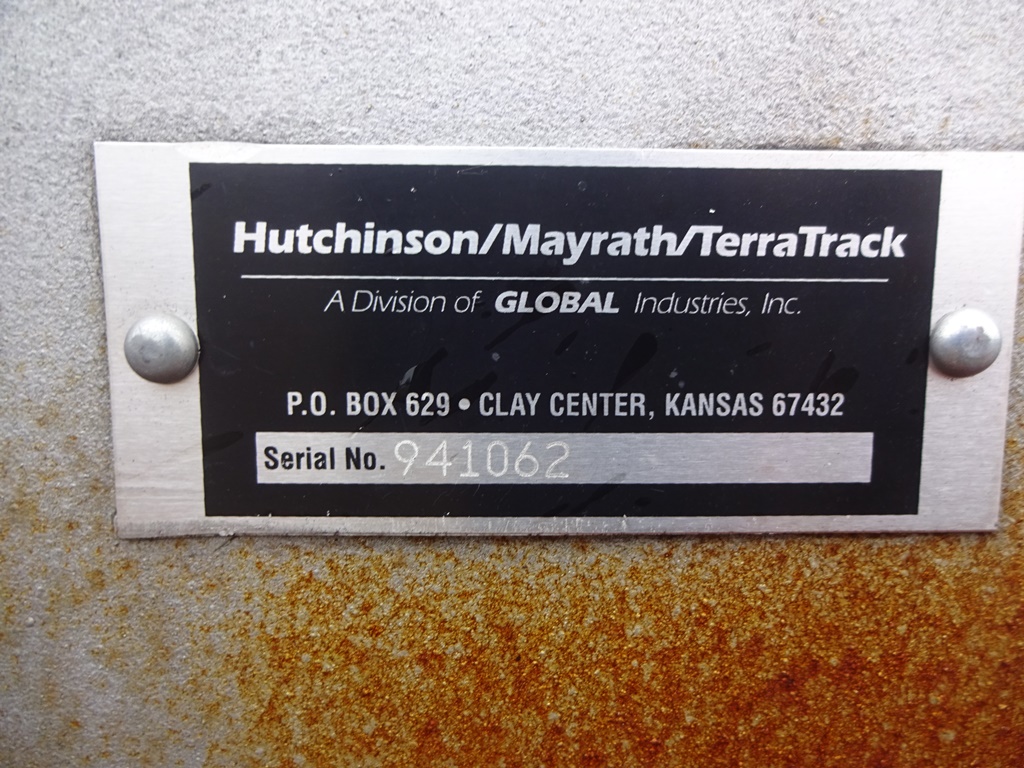 Hutchinson/Mayrath/TerraTrack
A Division of GLOBAL Industries, Inc.
P.O. BOX 629 • CLAY CENTER, KANSAS 67432
Serial No. 941062